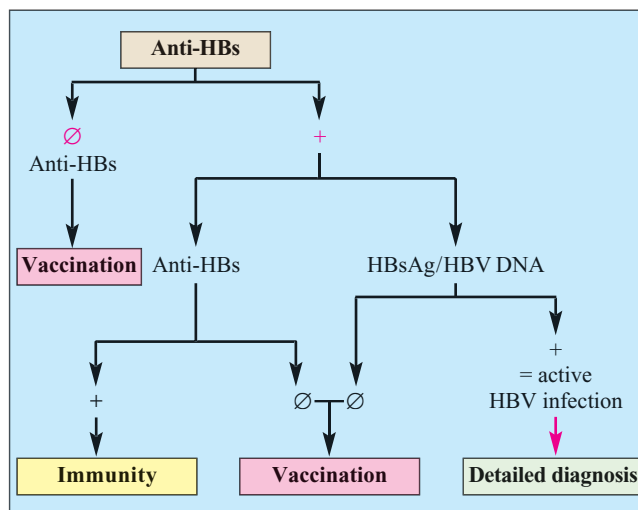 Anti-HBs
∅
+
Anti-HBs
Vaccination
Anti-HBs
HBsAg/HBV DNA
+
∅
∅
+
= active
HBV infection
Immunity
Vaccination
Detailed diagnosis